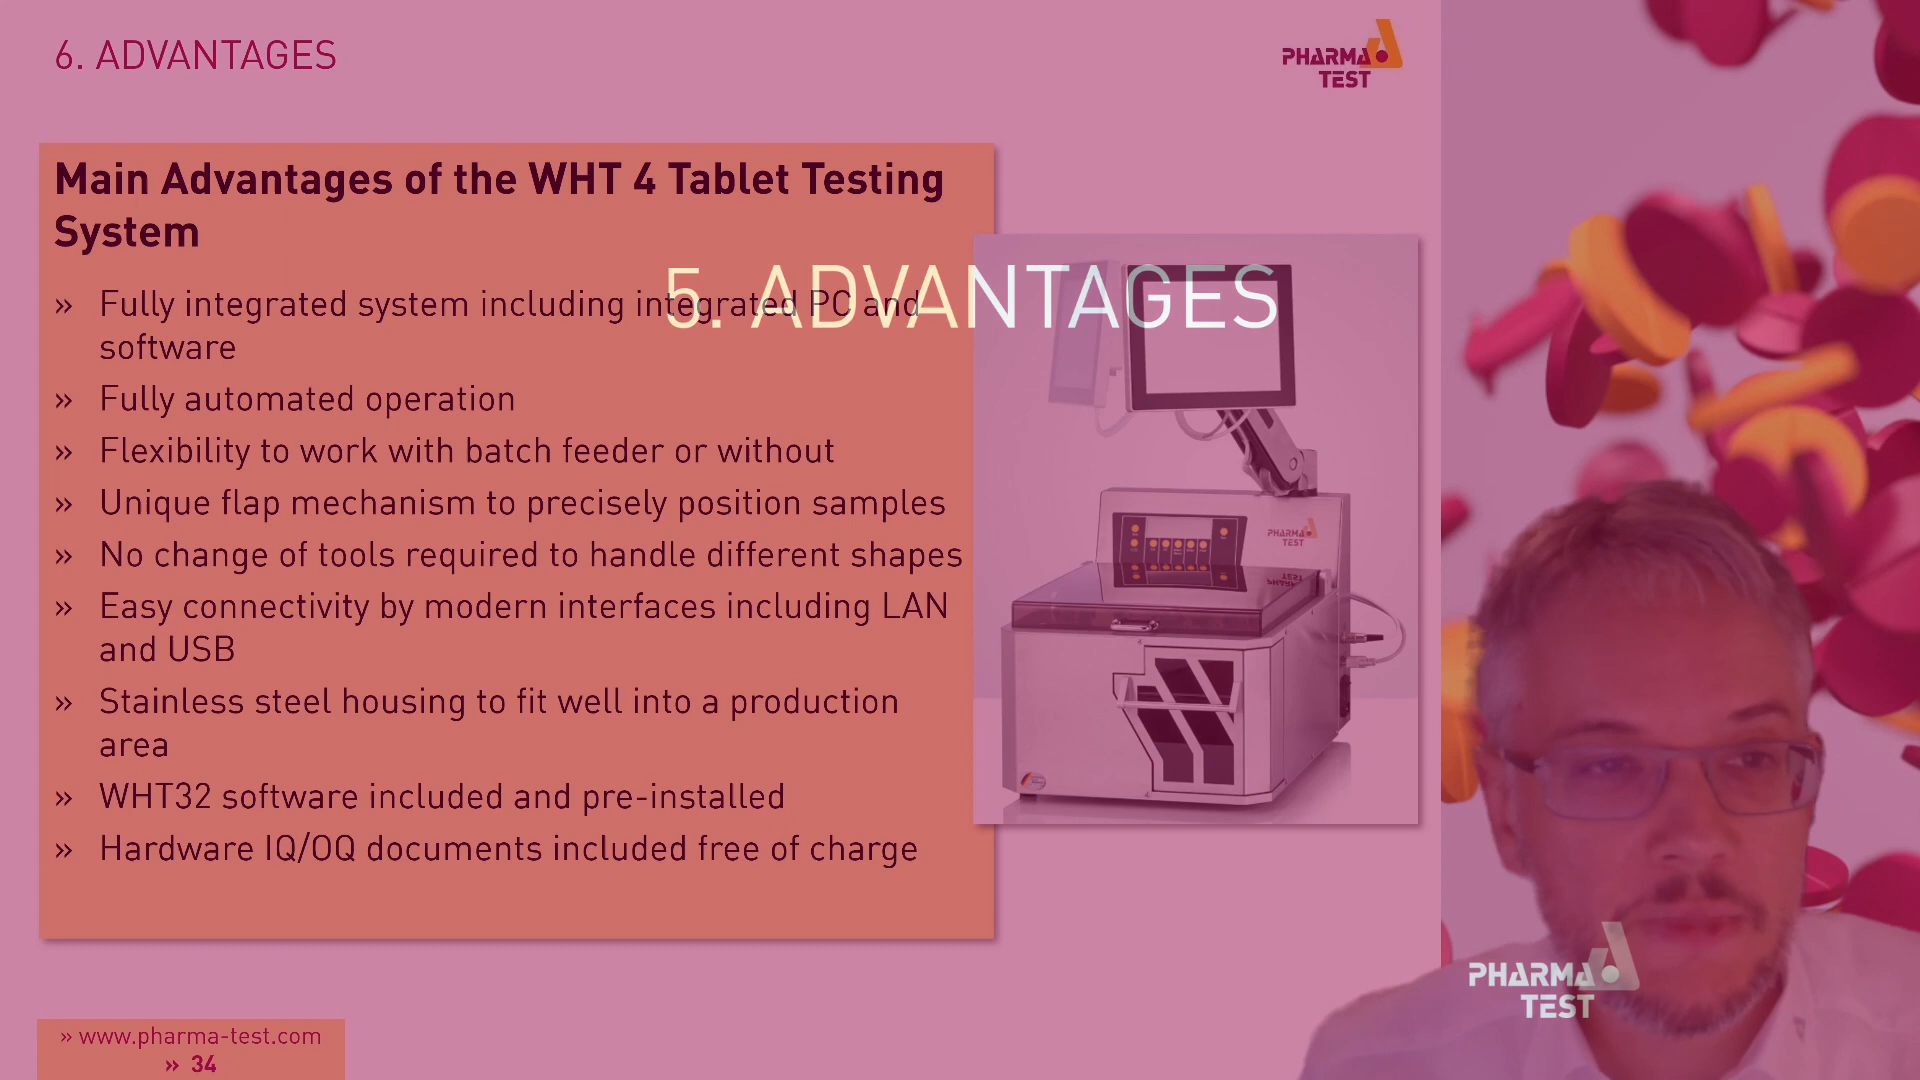 6. ADVANTAGES
PHARMA
TEST
Main Advantages of the WHT 4 Tablet Testing
System
5. ADVANTAGES
» Fully integrated system including integrated PC and
software
» Fully automated operation
» Flexibility to work with batch feeder or without
» Unique flap mechanism to precisely position samples
» No change of tools required to handle different shapes
» Easy connectivity by modern interfaces including LAN
and USB
» Stainless steel housing to fit well into a production
area
» WHT32 software included and pre-installed
» Hardware IQ/OQ documents included free of charge
PHARMA
TEST
TEST
PHARMA
TEST
» www.pharma-test.com
» 34